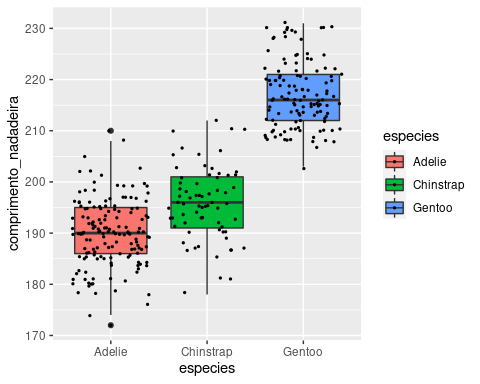 230
220
210
200
190
180
170
comprimento_nadadeira
Adelie
Chinstrap
Gentoo
especies
especies
Adelie
Chinstrap
Gentoo